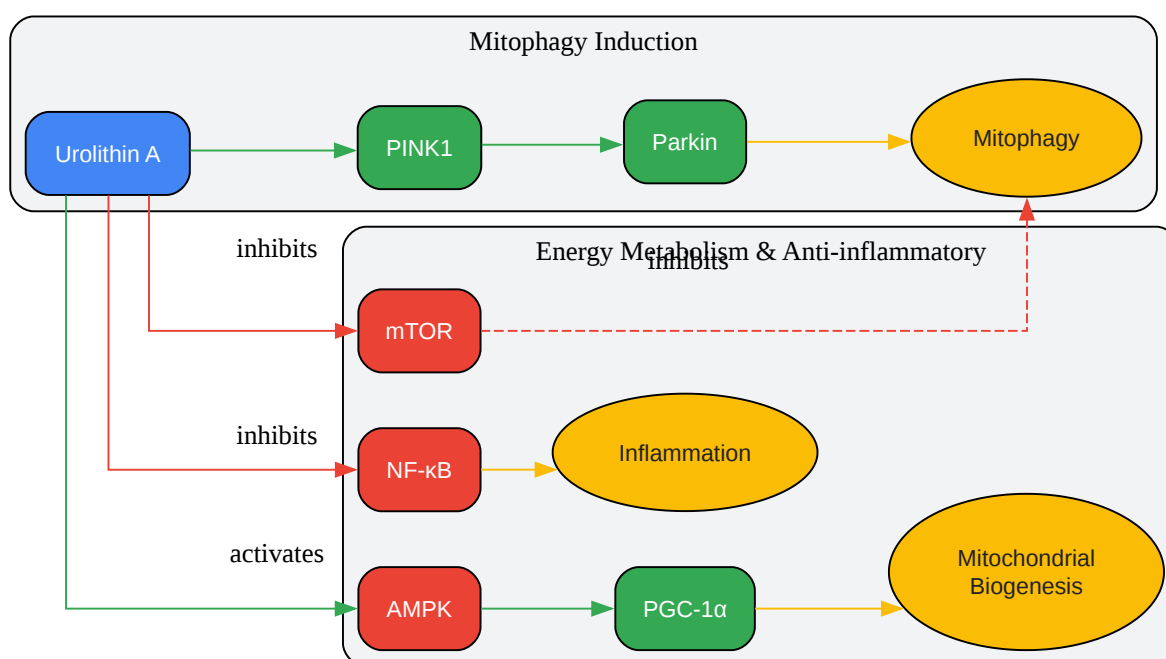 Mitophagy Induction
Urolithin A
PINK1
Parkin
Mitophagy
inhibits
Energy Metabolism & Anti-inflammatory
inhibits
mTOR
inhibits
NF-κB
Inflammation
activates
AMPK
PGC-1α
Mitochondrial
Biogenesis